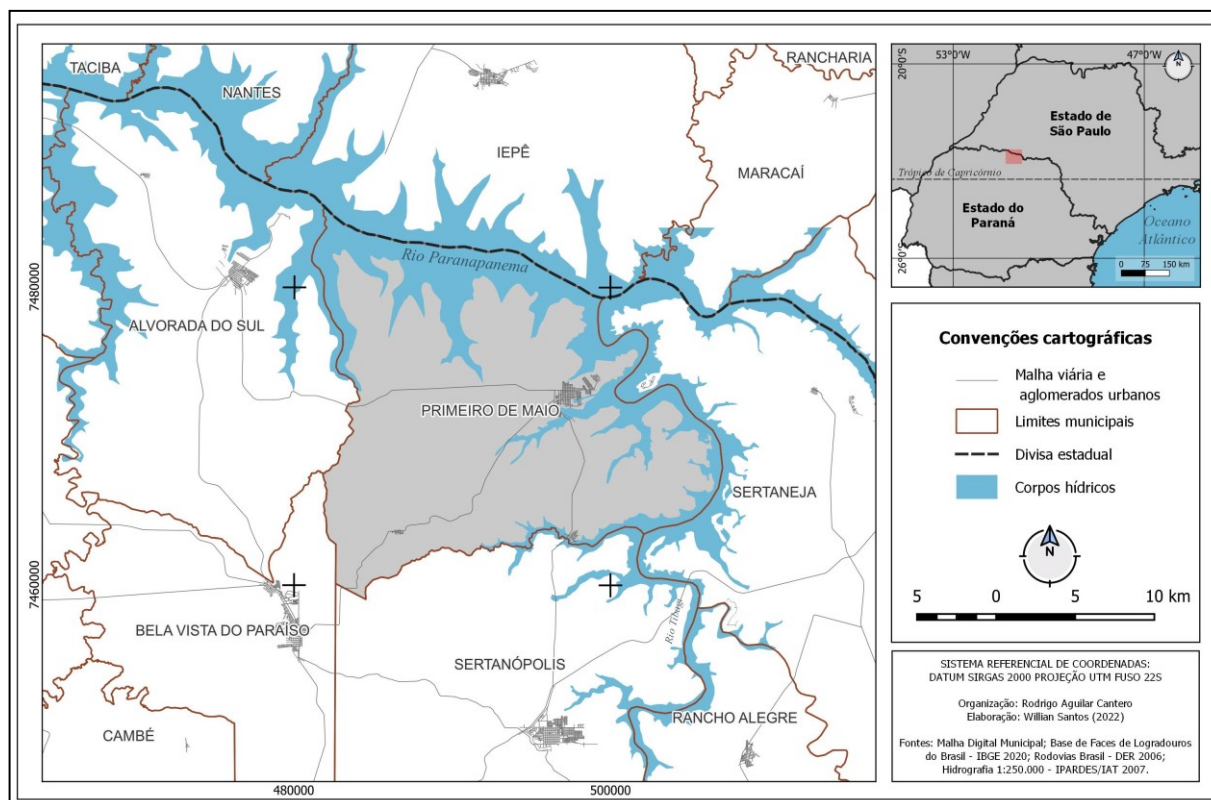 TACIBA
NANTES
RANCHARIA
IEPÊ
MARACAÍ
Rio Paranapanema
ALVORADA DO SUL
PRIMEIRO DE MAIO
SERTANEJA
BELA VISTA DO PARAÍSO
SERTANÓPOLIS
Rio Tibagi
RANCHO ALEGRE
CAMBÉ
7480000
7460000
480000
500000
53°0'W
47°0'W
20°S
26°0'S
N
Estado de
São Paulo
Trópico de Capricórnio
Estado do
Paraná
Oceano
Atlântico
0 75 150 km
Convenções cartográficas
Malha viária e
aglomerados urbanos
Limites municipais
Divisa estadual
Corpos hídricos
N
5 0 5 10 km
SISTEMA REFERENCIAL DE COORDENADAS:
DATUM SIRGAS 2000 PROJEÇÃO UTM FUSO 22S
Organização: Rodrigo Aguilar Cantero
Elaboração: Willian Santos (2022)
Fontes: Malha Digital Municipal; Base de Faces de Logradouros
do Brasil - IBGE 2020; Rodovias Brasil - DER 2006;
Hidrografia 1:250.000 - IPARDES/IAT 2007.